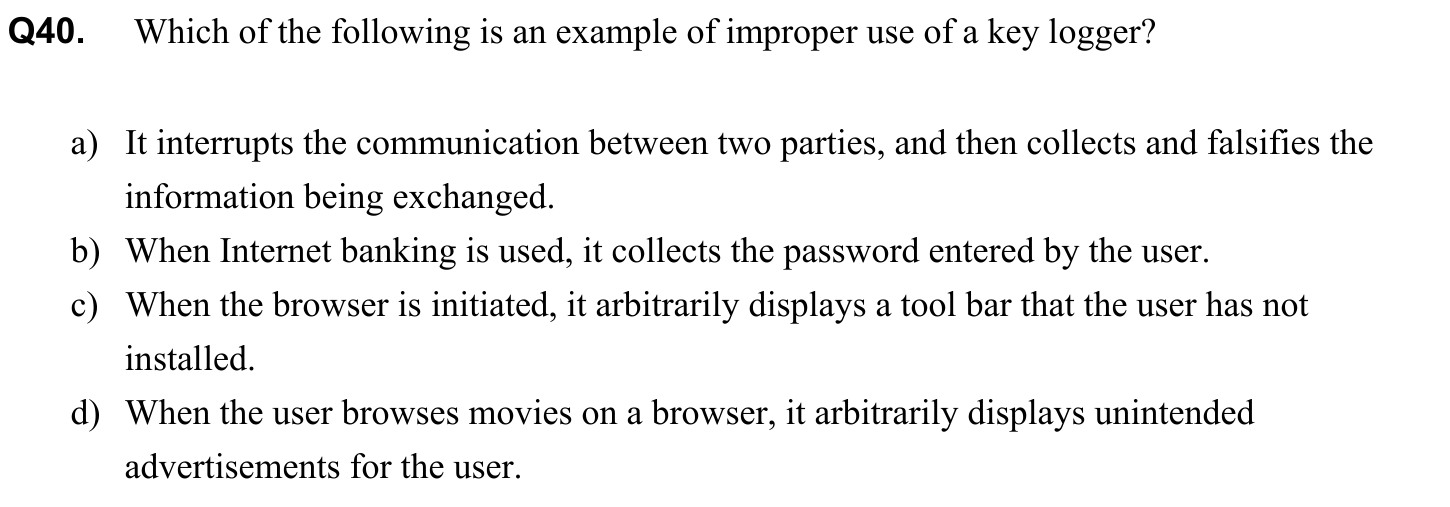 Q40. Which of the following is an example of improper use of a key logger?
a) It interrupts the communication between two parties, and then collects and falsifies the
information being exchanged.
b) When Internet banking is used, it collects the password entered by the user.
c) When the browser is initiated, it arbitrarily displays a tool bar that the user has not
installed.
d) When the user browses movies on a browser, it arbitrarily displays unintended
advertisements for the user.